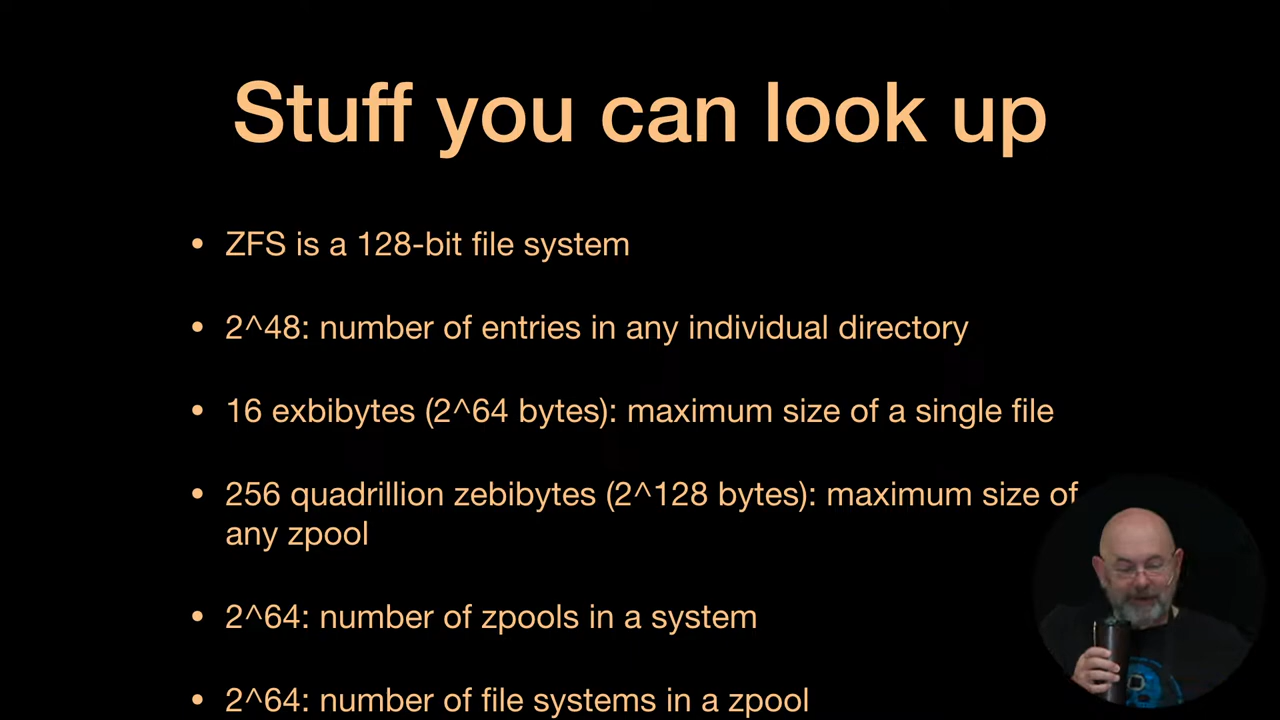 Stuff you can look up
• ZFS is a 128-bit file system
• 2^48: number of entries in any individual directory
• 16 exbibytes (2^64 bytes): maximum size of a single file
• 256 quadrillion zebibytes (2^128 bytes): maximum size of
any zpool
• 2^64: number of zpools in a system
• 2^64: number of file systems in a zpool